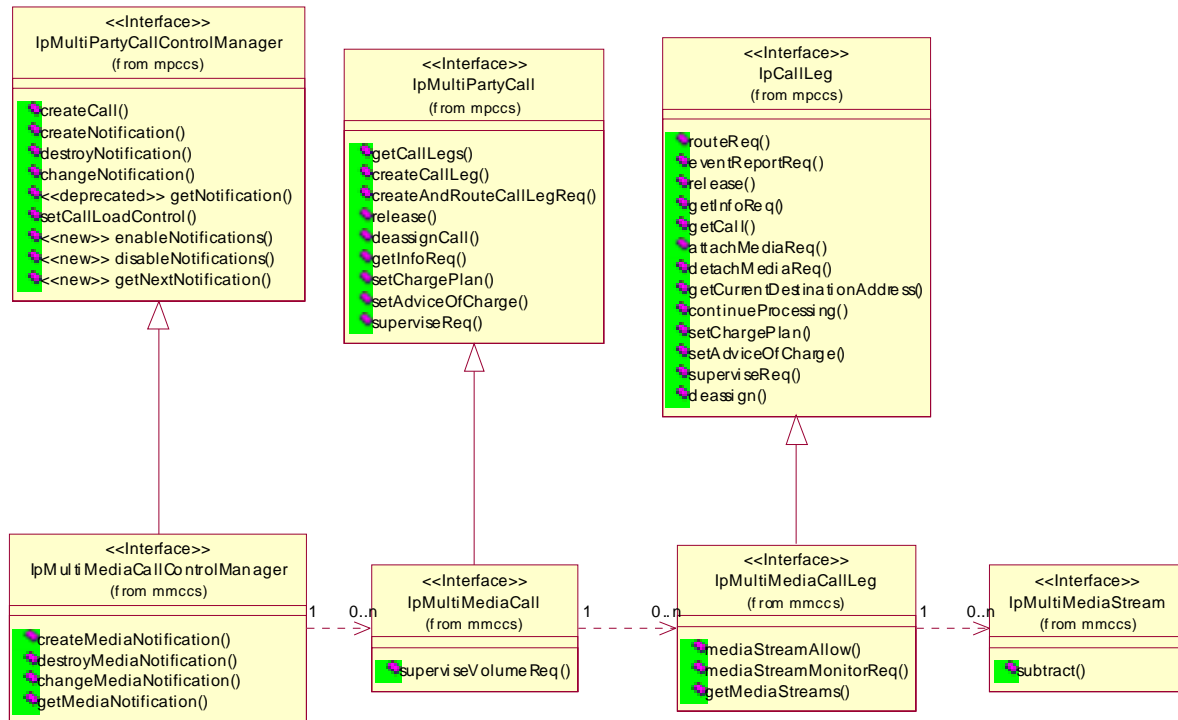 <<Interface>>
IpMultiPartyCallControlManager
(from mpccs)
createCall()
createNotification()
destroyNotification()
changeNotification()
<<deprecated>> getNotification()
setCallLoadControl()
<<new>> enableNotifications()
<<new>> disableNotifications()
<<new>> getNextNotification()
<<Interface>>
IpMultiPartyCall
(from mpccs)
getCallLegs()
createCallLeg()
createAndRouteCallLegReq()
release()
deassignCall()
getInfoReq()
setChargePlan()
setAdviceOfCharge()
superviseReq()
<<Interface>>
IpCallLeg
(from mpccs)
routeReq()
eventReportReq()
release()
getInfoReq()
getCall()
attachMediaReq()
detachMediaReq()
getCurrentDestinationAddress()
continueProcessing()
setChargePlan()
setAdviceOfCharge()
superviseReq()
deassign()
<<Interface>>
IpMultiMediaCallControlManager
(from mmccs)
createMediaNotification()
destroyMediaNotification()
changeMediaNotification()
getMediaNotification()
1
0..n
<<Interface>>
IpMultiMediaCall
(from mmccs)
superviseVolumeReq()
1
0..n
<<Interface>>
IpMultiMediaCallLeg
(from mmccs)
mediaStreamAllow()
mediaStreamMonitorReq()
getMediaStreams()
1
0..n
<<Interface>>
IpMultiMediaStream
(from mmccs)
subtract()